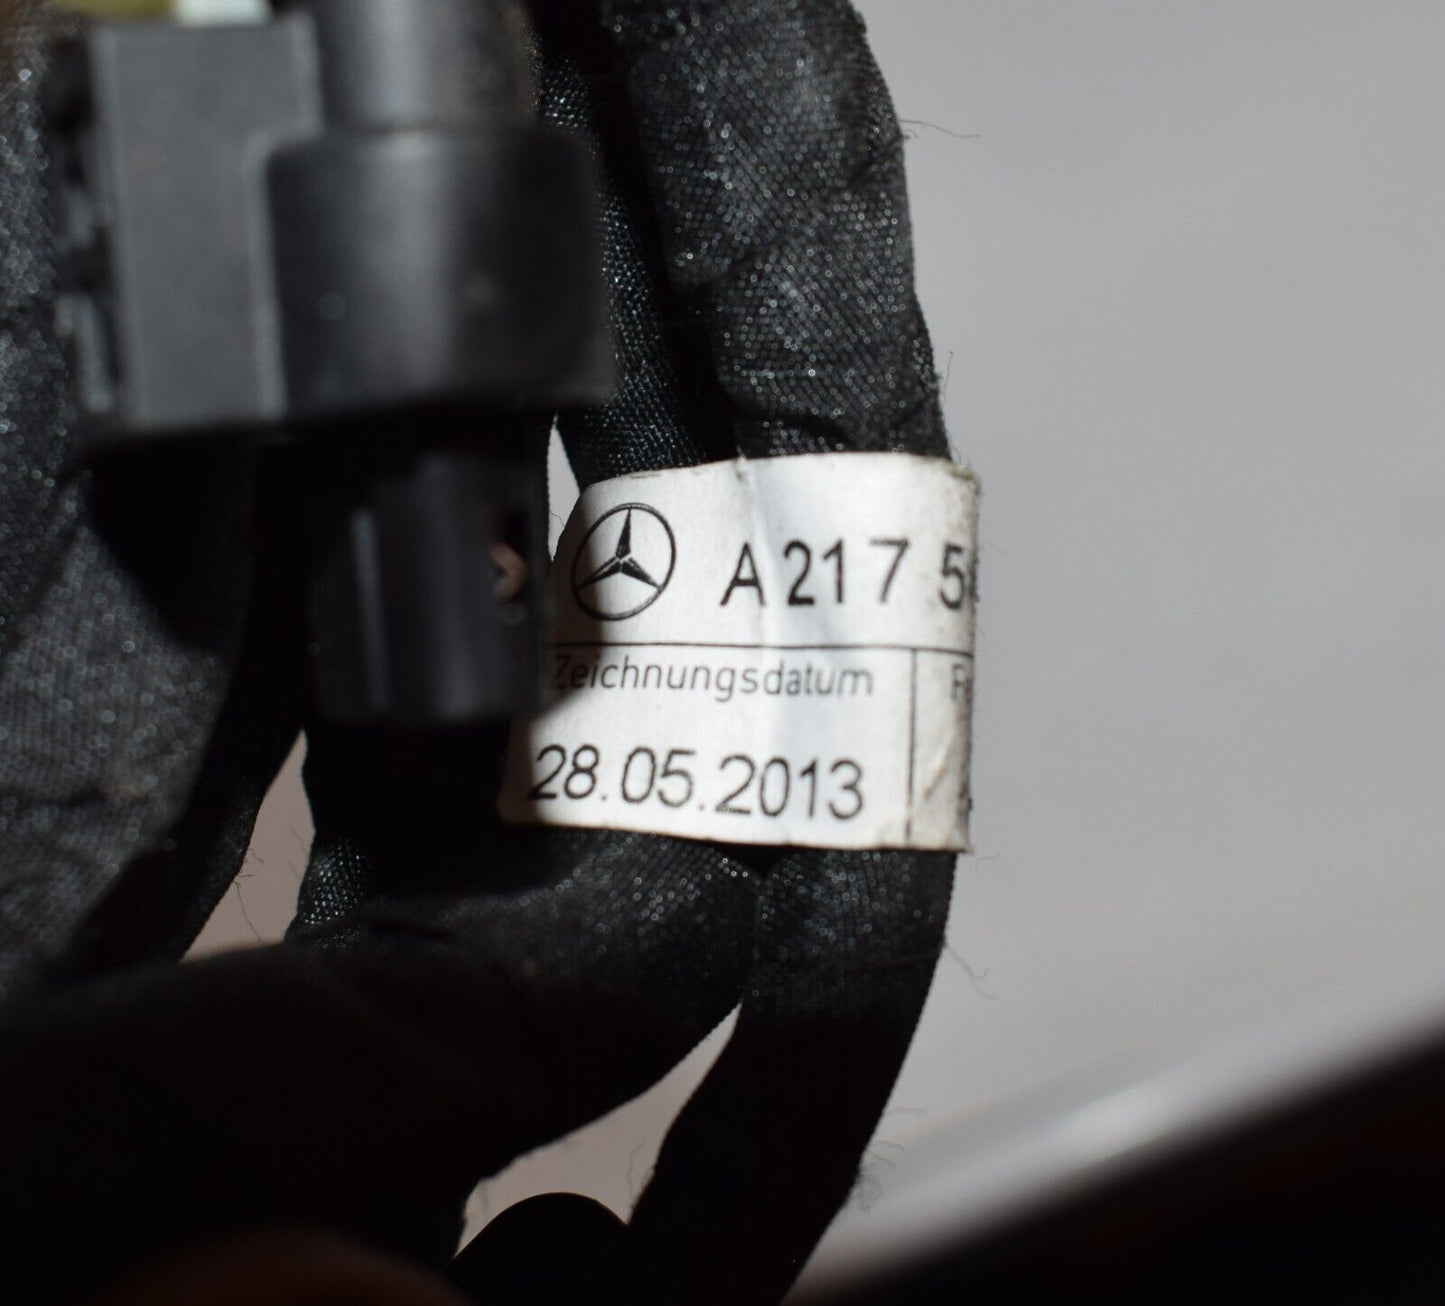 A 217 5
Zeichnungsdatum
28.05.2013